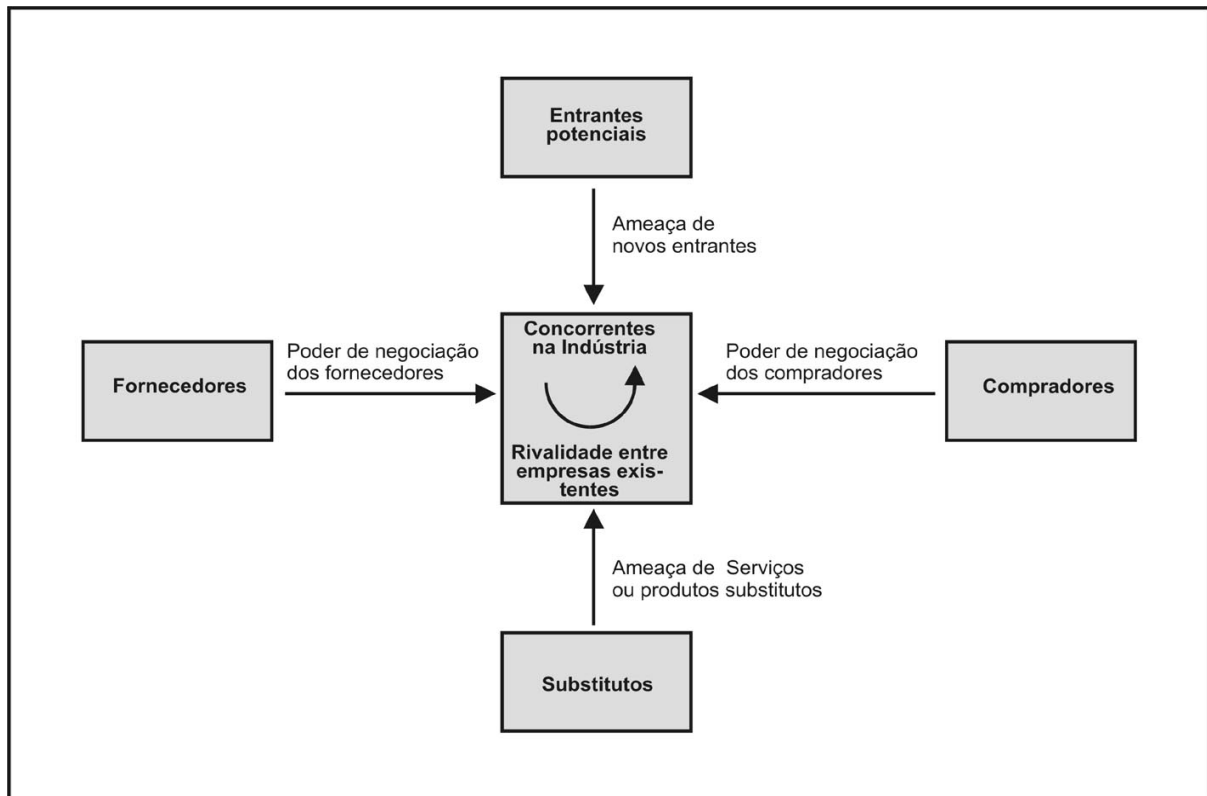 Entrantes
potenciais
Ameaça de
novos entrantes
Fornecedores
Poder de negociação
dos fornecedores
Concorrentes
na Indústria
Rivalidade entre
empresas exis-
tentes
Poder de negociação
dos compradores
Compradores
Ameaça de Serviços
ou produtos substitutos
Substitutos